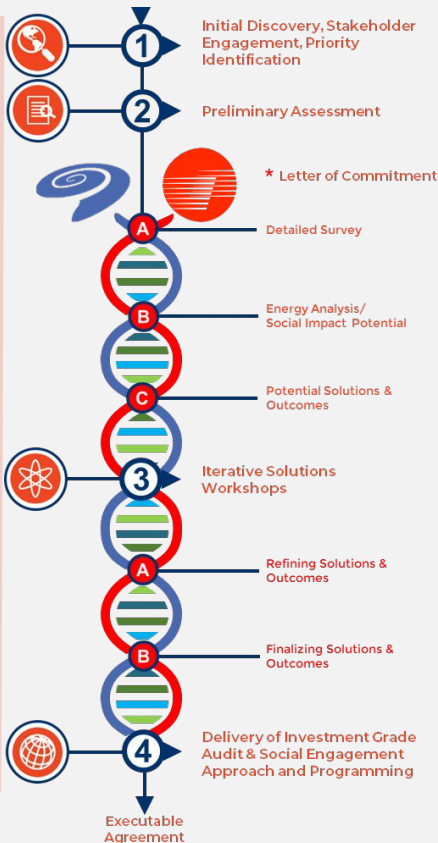 1
Initial Discovery, Stakeholder
Engagement, Priority
Identification
2
Preliminary Assessment
* Letter of Commitment
A
Detailed Survey
B
Energy Analysis/
Social Impact Potential
C
Potential Solutions &
Outcomes
3
Iterative Solutions
Workshops
A
Refining Solutions &
Outcomes
B
Finalizing Solutions &
Outcomes
4
Delivery of Investment Grade
Audit & Social Engagement
Approach and Programming
Executable
Agreement